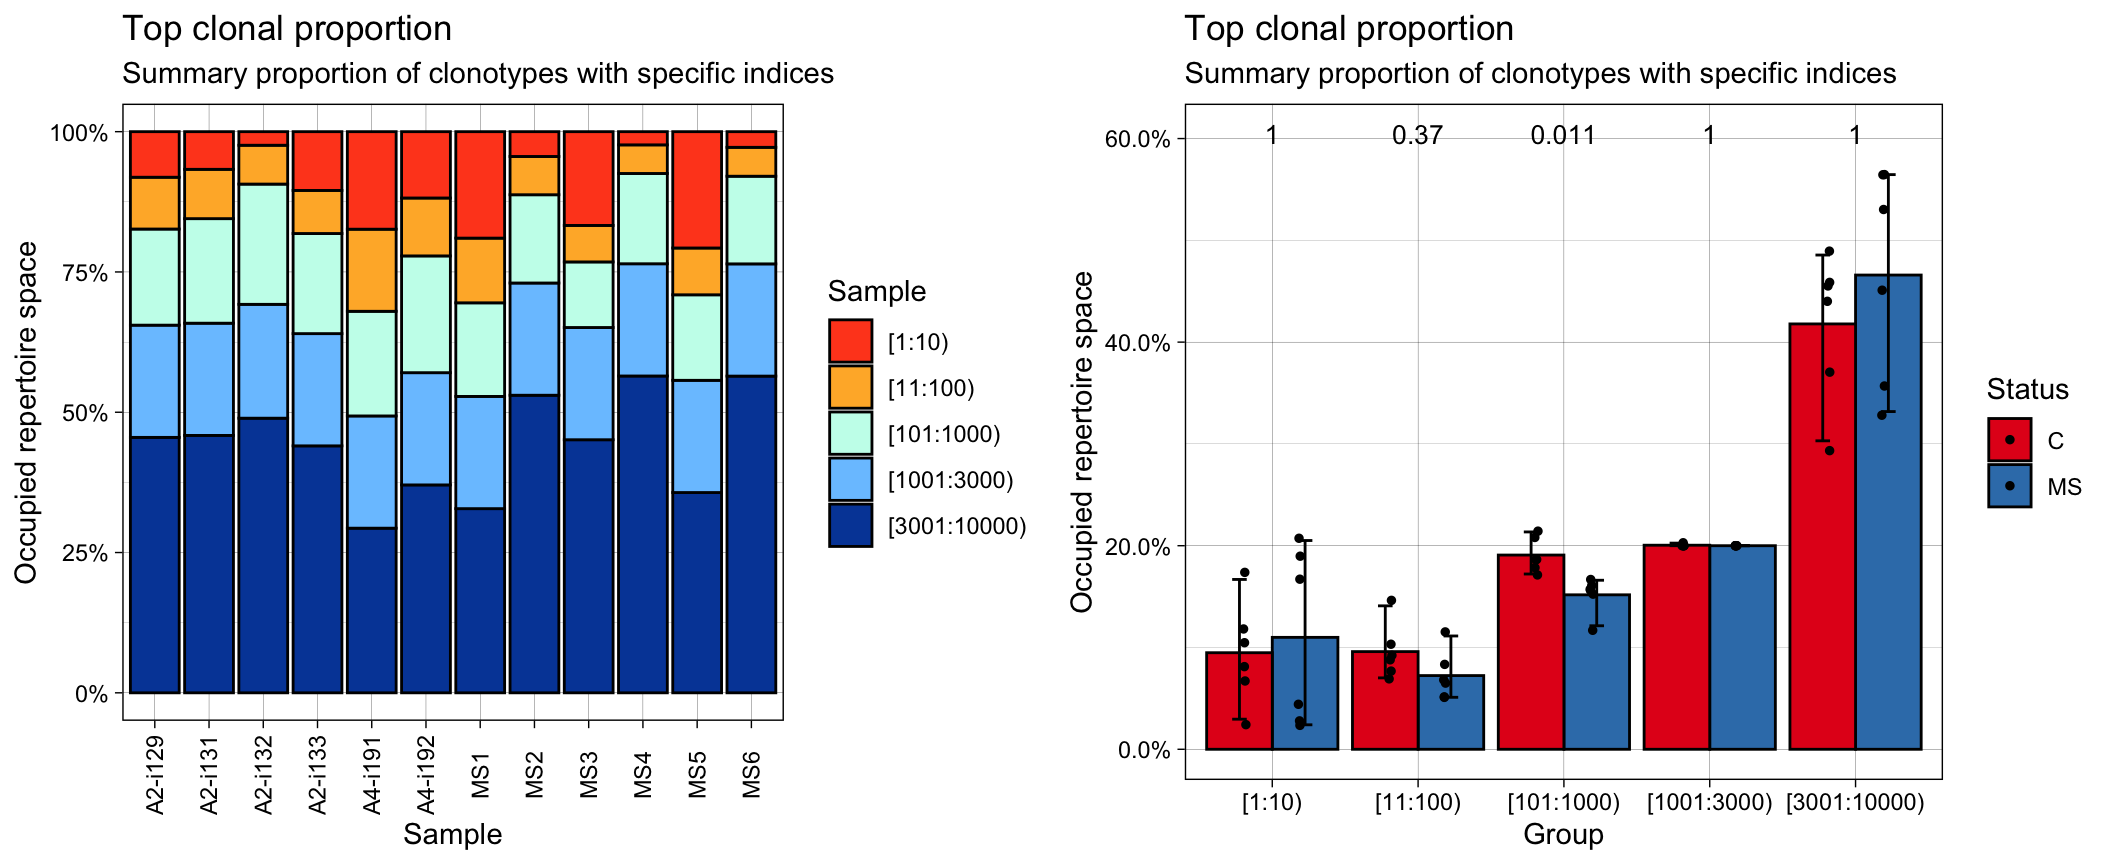 Top clonal proportion
Summary proportion of clonotypes with specific indices
Occupied repertoire space
100%
75%
50%
25%
0%
A2-i129
A2-i131
A2-i132
A2-i133
A4-i191
A4-i192
MS1
MS2
MS3
MS4
MS5
MS6
Sample
Sample
[1:10)
[11:100)
[101:1000)
[1001:3000)
[3001:10000)
Top clonal proportion
Summary proportion of clonotypes with specific indices
Occupied repertoire space
60.0%
40.0%
20.0%
0.0%
1 0.37 0.011 1 1
[1:10) [11:100) [101:1000) [1001:3000) [3001:10000)
Group
Status
C
MS